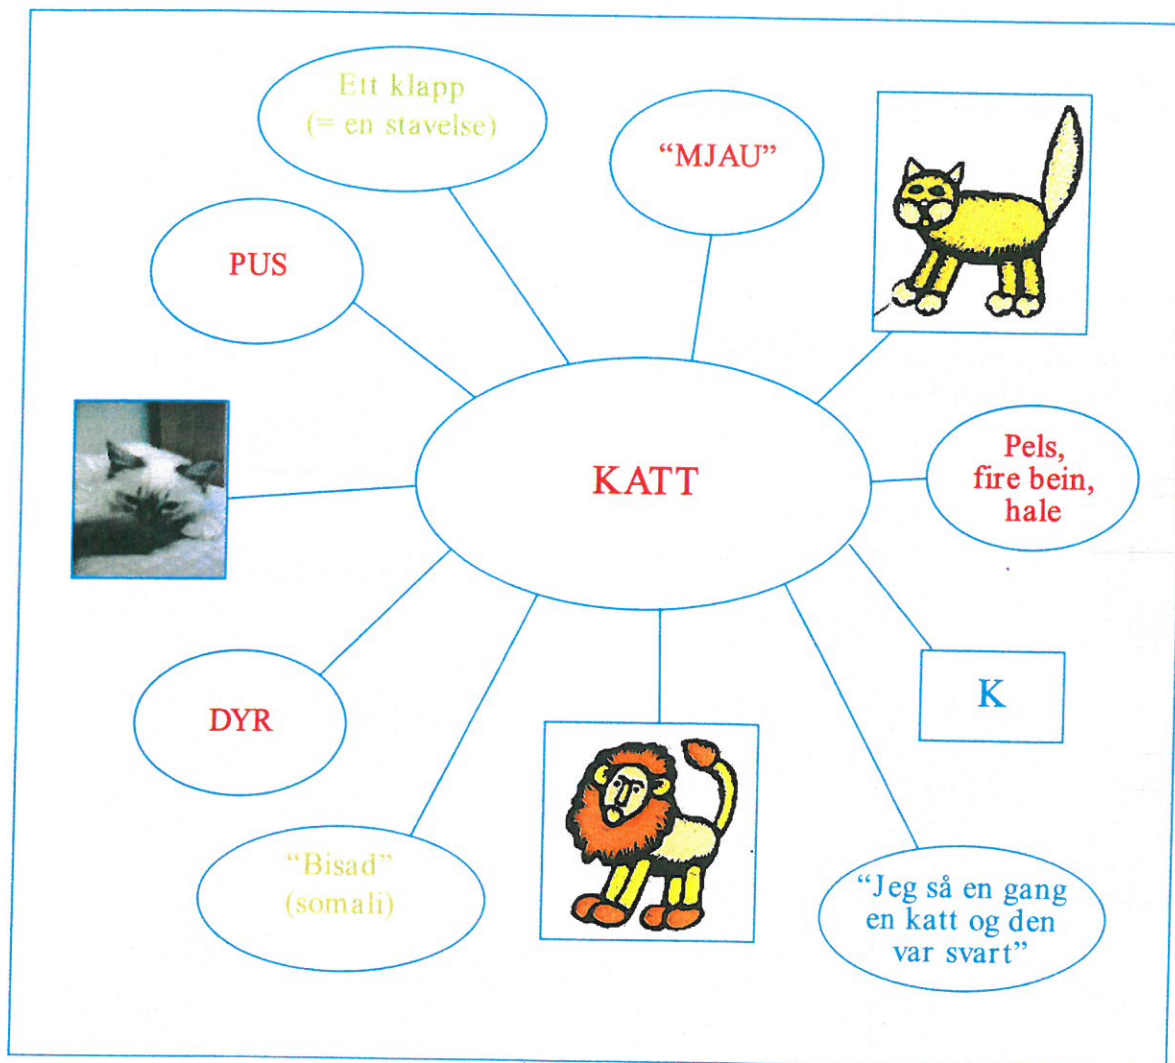 Ett klapp
(= en stavelse)
“MJAU”
PUS
KATT
Pels,
fire bein,
hale
K
DYR
“Bisad”
(somali)
“Jeg så en gang
en katt og den
var svart”